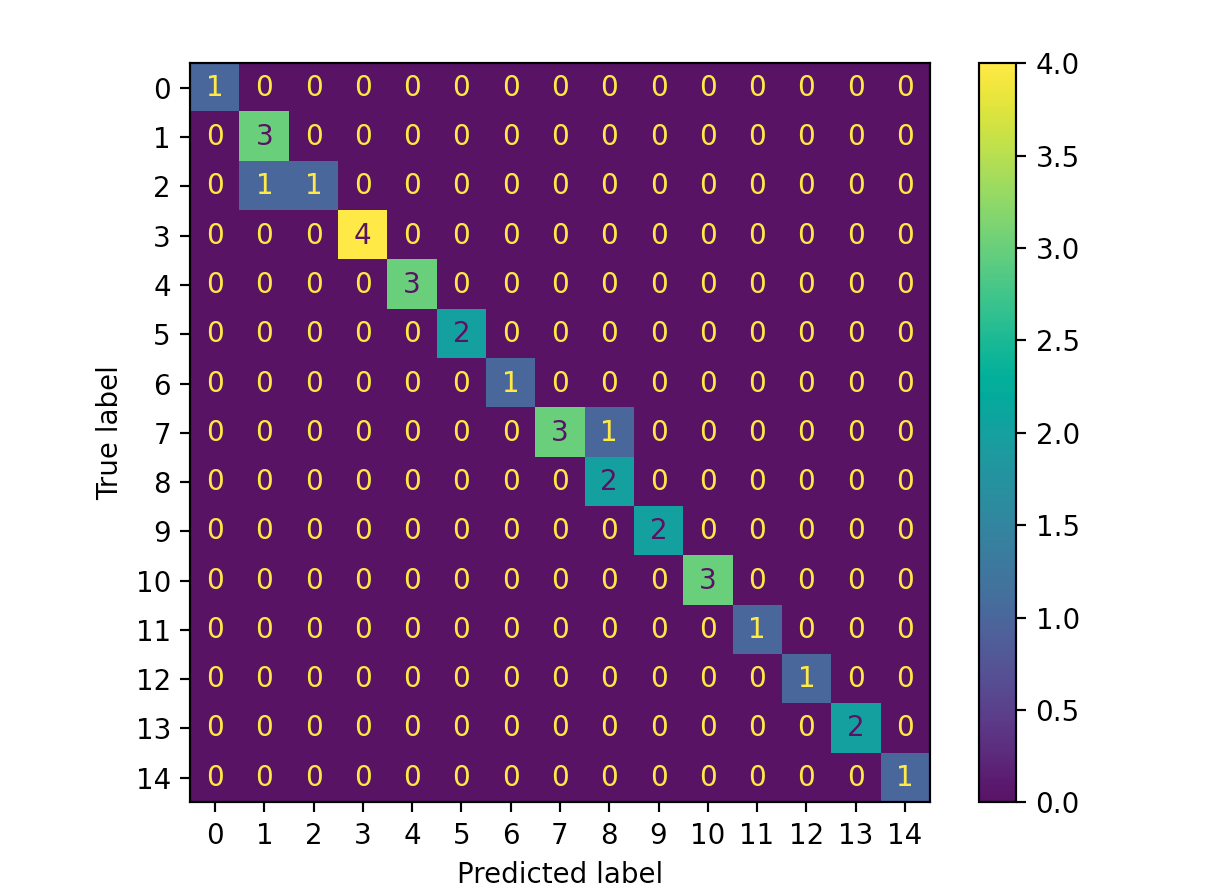 4.0
0 1 0 0 0 0 0 0 0 0 0 0 0 0 0 0
1 0 3 0 0 0 0 0 0 0 0 0 0 0 0 0
3.5
2 0 1 1 0 0 0 0 0 0 0 0 0 0 0 0
3 0 0 0 4 0 0 0 0 0 0 0 0 0 0 0
3.0
4 0 0 0 0 3 0 0 0 0 0 0 0 0 0 0
5 0 0 0 0 0 2 0 0 0 0 0 0 0 0 0
2.5
6 0 0 0 0 0 0 1 0 0 0 0 0 0 0 0
True label
7 0 0 0 0 0 0 0 3 1 0 0 0 0 0 0
2.0
8 0 0 0 0 0 0 0 0 2 0 0 0 0 0 0
9 0 0 0 0 0 0 0 0 0 2 0 0 0 0 0
1.5
10 0 0 0 0 0 0 0 0 0 0 3 0 0 0 0
11 0 0 0 0 0 0 0 0 0 0 0 1 0 0 0
1.0
12 0 0 0 0 0 0 0 0 0 0 0 0 1 0 0
0.5
13 0 0 0 0 0 0 0 0 0 0 0 0 0 2 0
14 0 0 0 0 0 0 0 0 0 0 0 0 0 0 1
0.0
0 1 2 3 4 5 6 7 8 9 10 11 12 13 14
Predicted label